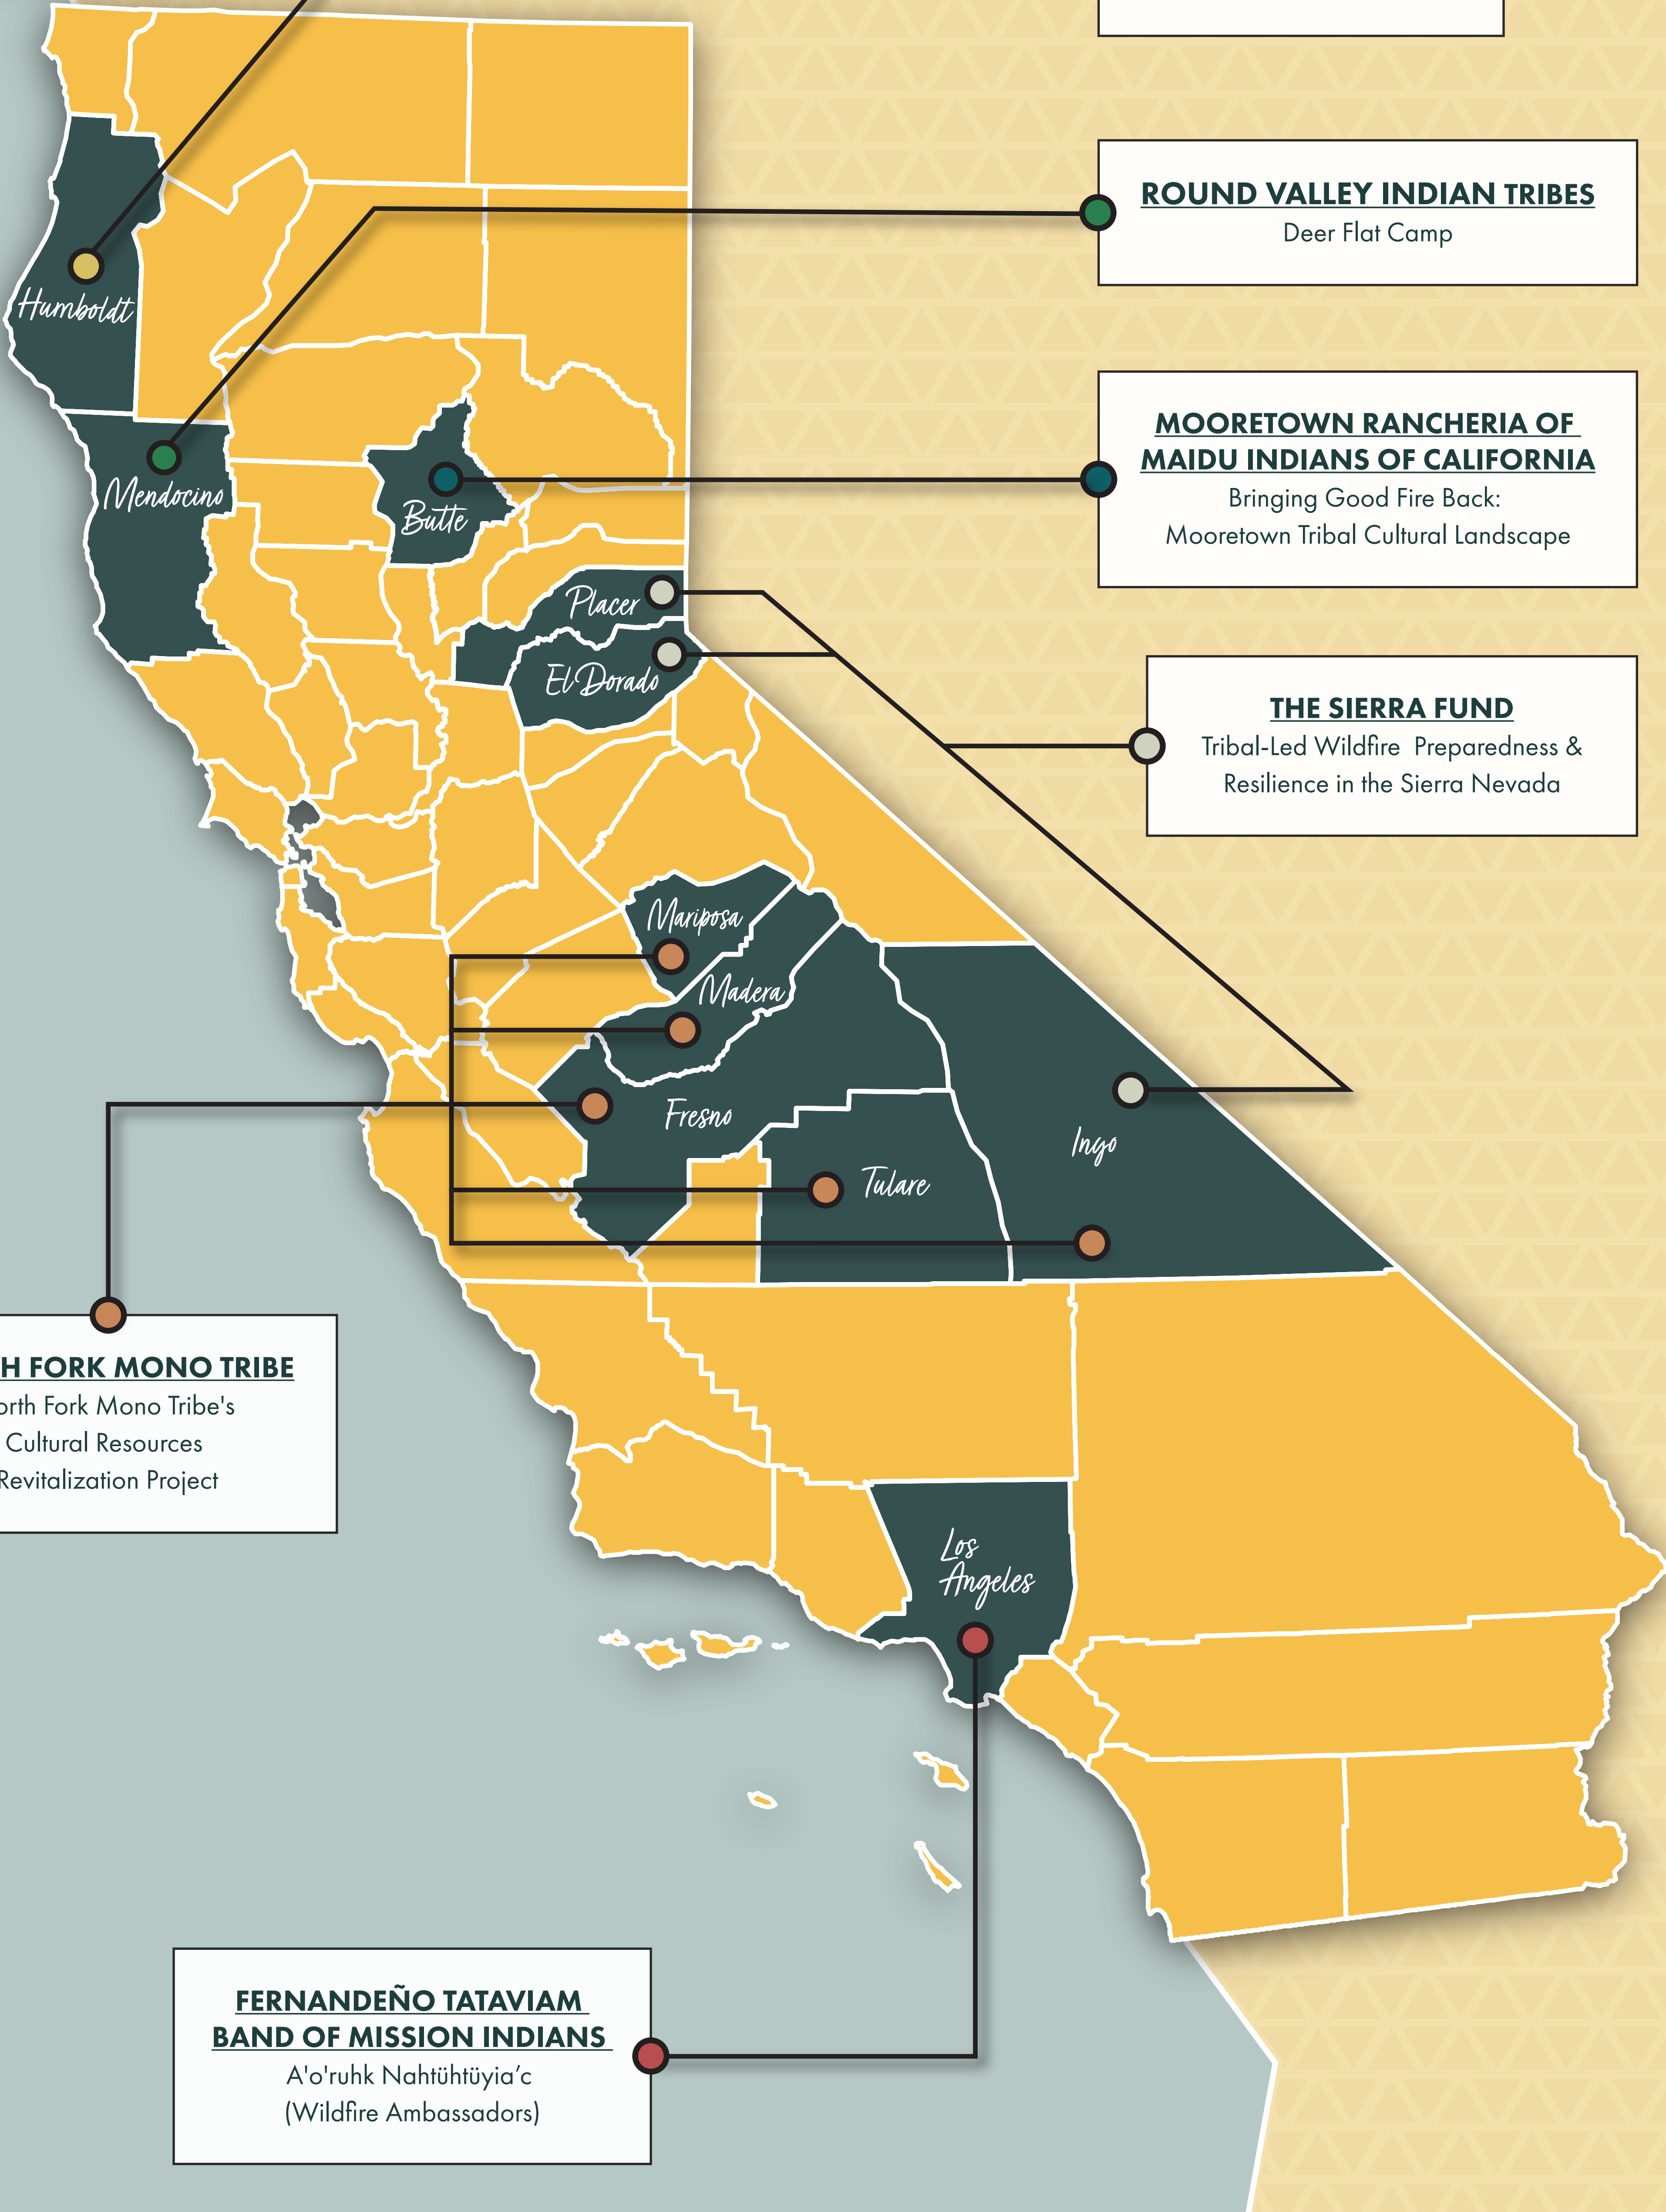 ROUND VALLEY INDIAN TRIBES
Deer Flat Camp
Humboldt
MOORETOWN RANCHERIA OF
MAIDU INDIANS OF CALIFORNIA
Bringing Good Fire Back:
Mooretown Tribal Cultural Landscape
Mendocino
Butte
Placer
El Dorado
THE SIERRA FUND
Tribal-Led Wildfire Preparedness &
Resilience in the Sierra Nevada
Mariposa
Madera
Fresno
Inyo
Tulare
H FORK MONO TRIBE
orth Fork Mono Tribe's
Cultural Resources
Revitalization Project
Los
Angeles
FERNANDEÑO TATAVIAM
BAND OF MISSION INDIANS
A'o'ruhk Nahtühtüyia’c
(Wildfire Ambassadors)